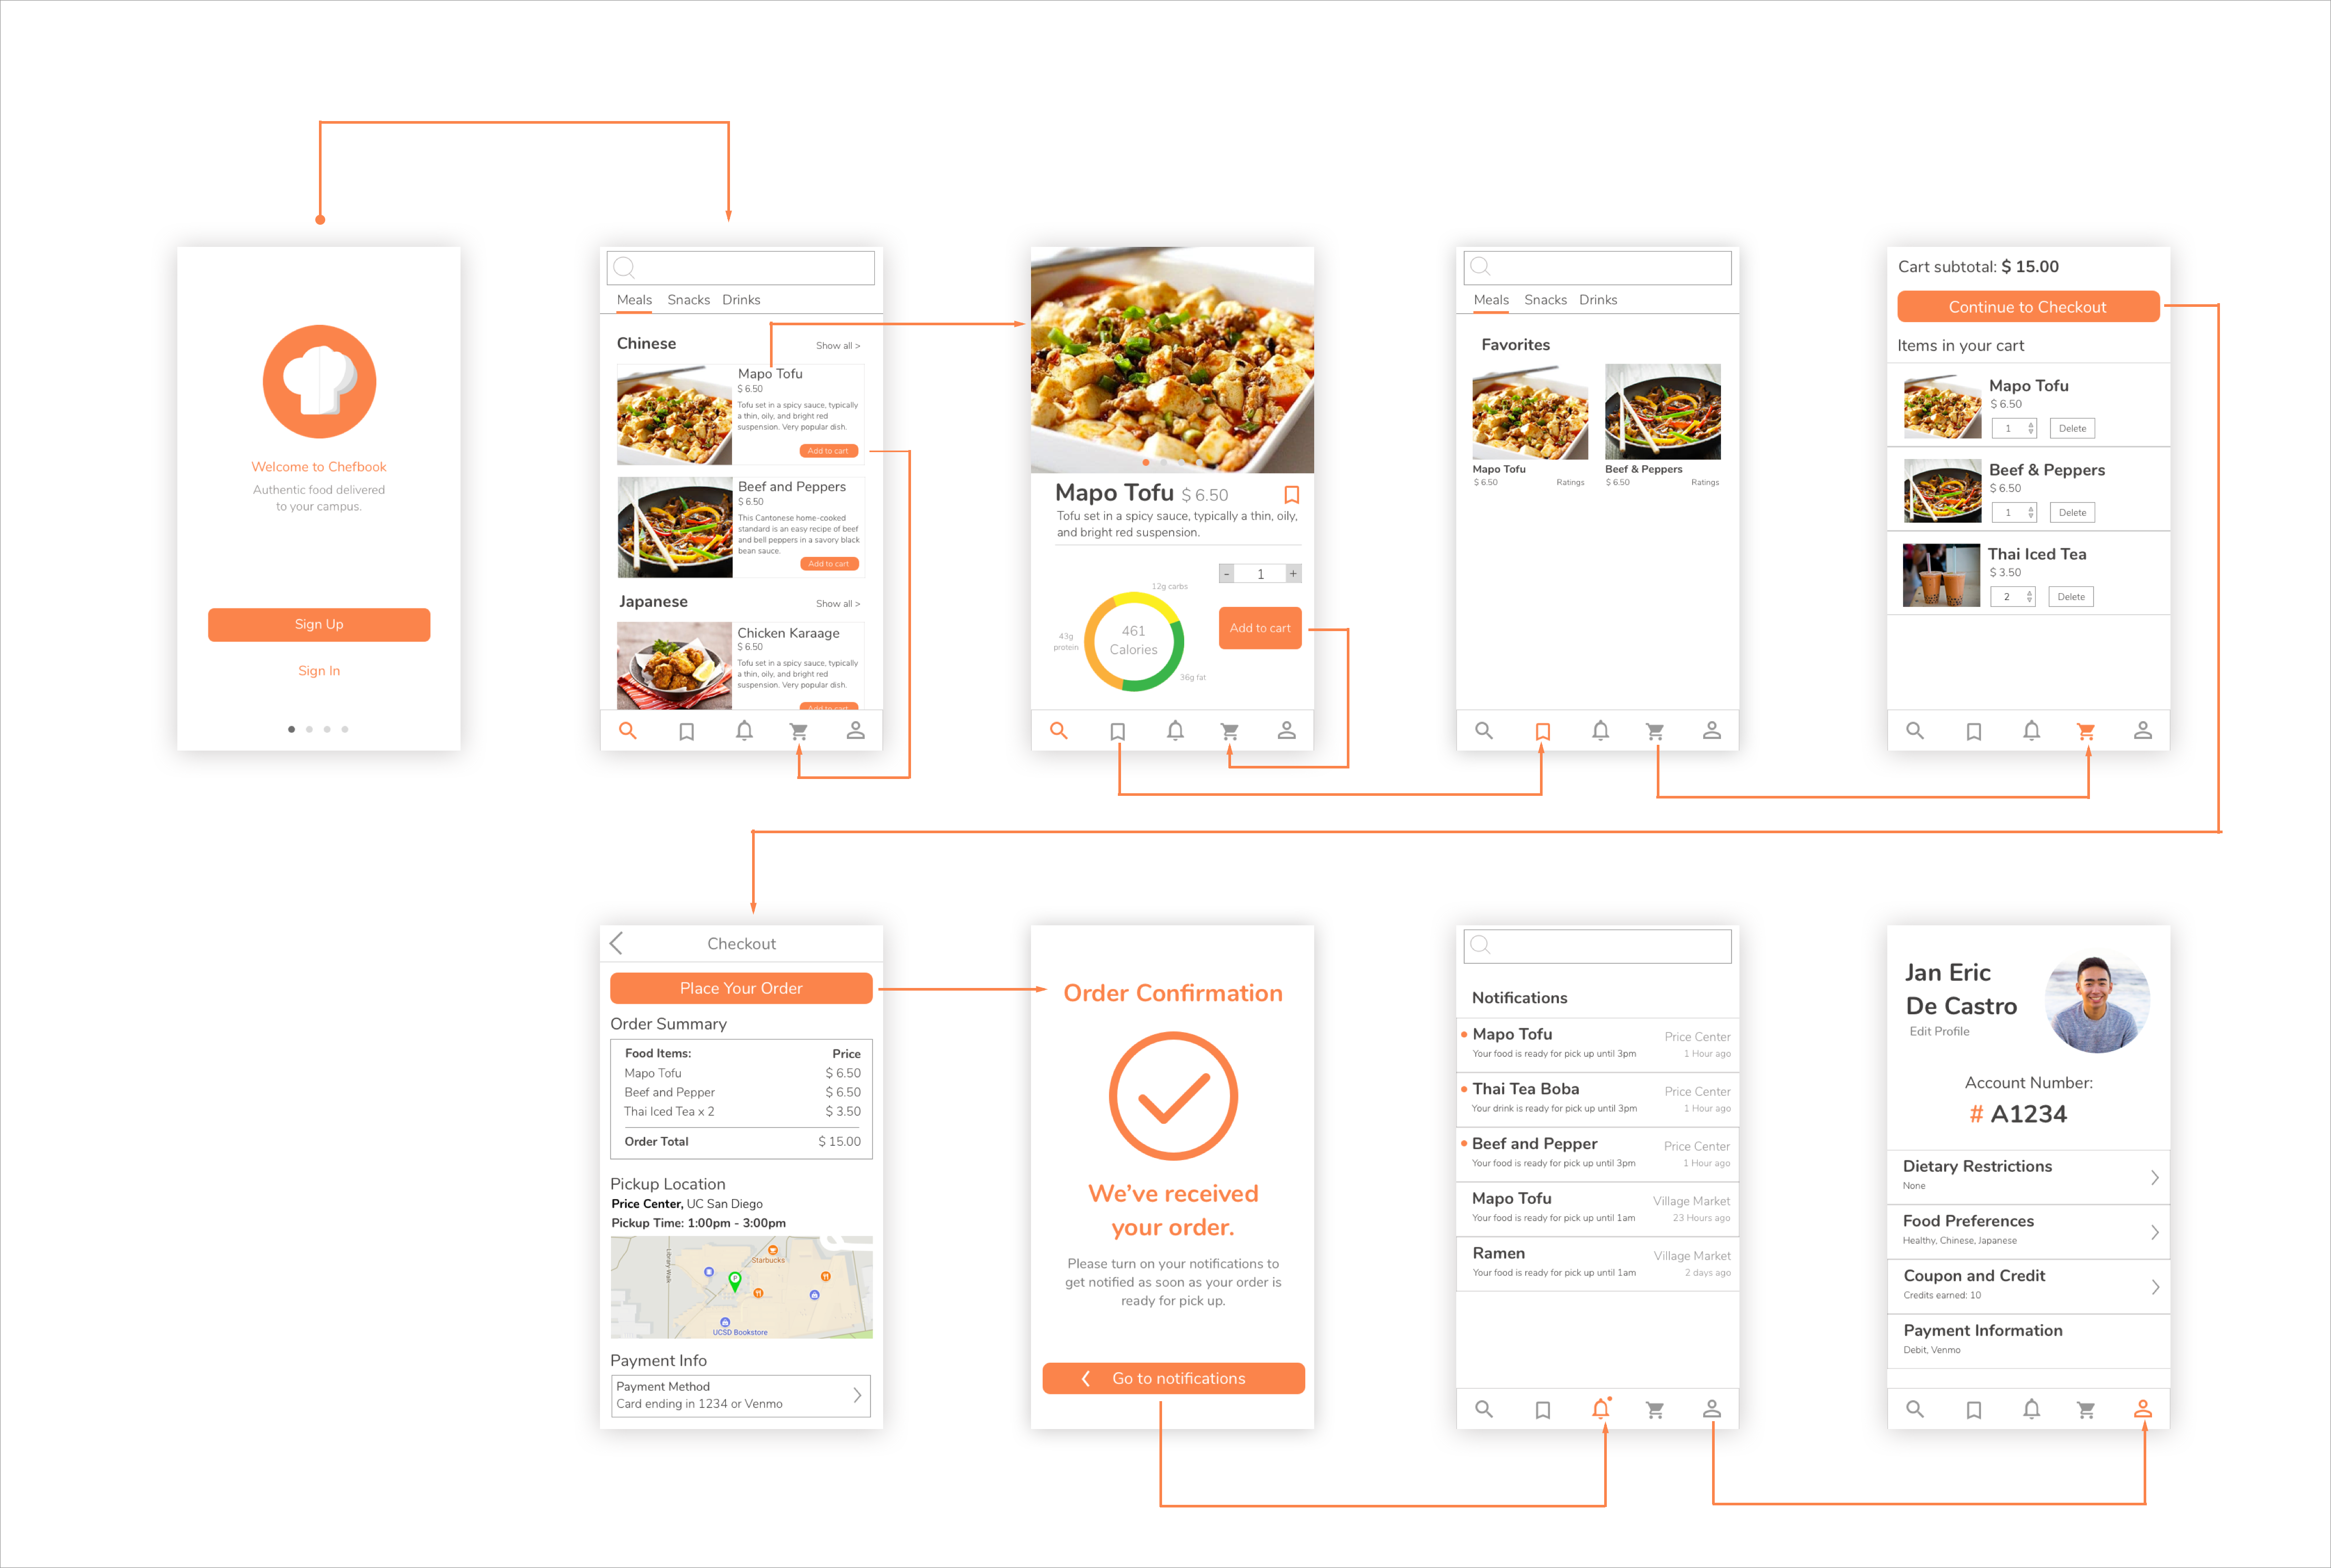 Welcome to Chefbook
Authentic food delivered
to your campus.
Sign Up
Sign In
Meals Snacks Drinks
Chinese Show all >
Mapo Tofu
$ 6.50
Tofu set in a spicy sauce, typically
a thin, oily, and bright red
suspension. Very popular dish.
Add to cart
Beef and Peppers
$ 6.50
This Cantonese home-cooked
standard is an easy recipe of beef
and bell peppers in a savory black
bean sauce.
Add to cart
Japanese Show all >
Chicken Karaage
$ 6.50
Tofu set in a spicy sauce, typically
a thin, oily, and bright red
suspension. Very popular dish.
Add to cart
Mapo Tofu $ 6.50
Tofu set in a spicy sauce, typically a thin, oily,
and bright red suspension.
- 1 +
12g carbs
461
Calories
43g
protein
36g fat
Add to cart
Meals Snacks Drinks
Favorites
Mapo Tofu
$ 6.50 Ratings
Beef & Peppers
$ 6.50 Ratings
Cart subtotal: $ 15.00
Continue to Checkout
Items in your cart
Mapo Tofu
$ 6.50
1 Delete
Beef & Peppers
$ 6.50
1 Delete
Thai Iced Tea
$ 3.50
2 Delete
Checkout
Place Your Order
Order Summary
Food Items: Price
Mapo Tofu $ 6.50
Beef and Pepper $ 6.50
Thai Iced Tea x 2 $ 3.50
Order Total $ 15.00
Pickup Location
Price Center, UC San Diego
Pickup Time: 1:00pm - 3:00pm
Library Walk
Starbucks
P
UCSD Bookstore
Payment Info
Payment Method
Card ending in 1234 or Venmo
Order Confirmation
We've received
your order.
Please turn on your notifications to
get notified as soon as your order is
ready for pick up.
Go to notifications
Notifications
Mapo Tofu Price Center
Your food is ready for pick up until 3pm 1 Hour ago
Thai Tea Boba Price Center
Your drink is ready for pick up until 3pm 1 Hour ago
Beef and Pepper Price Center
Your food is ready for pick up until 3pm 1 Hour ago
Mapo Tofu Village Market
Your food is ready for pick up until 1am 23 Hours ago
Ramen Village Market
Your food is ready for pick up until 1am 2 days ago
Jan Eric
De Castro
Edit Profile
Account Number:
# A1234
Dietary Restrictions
None
Food Preferences
Healthy, Chinese, Japanese
Coupon and Credit
Credits earned: 10
Payment Information
Debit, Venmo